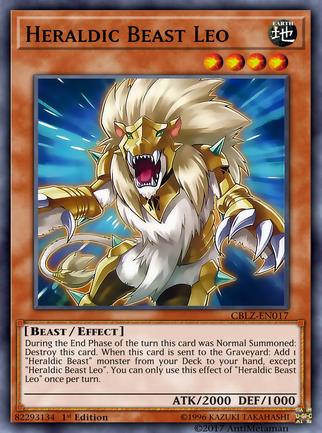 HERALDIC BEAST LEO
EARTH
地
CBLZ-EN017
[BEAST / EFFECT]
During the End Phase of the turn this card was Normal Summoned:
Destroy this card. When this card is sent to the Graveyard: Add 1
"Heraldic Beast" monster from your Deck to your hand, except
"Heraldic Beast Leo". You can only use this effect of "Heraldic Beast
Leo" once per turn.
ATK/2000 DEF/1000
82293134 1st Edition ©1996 KAZUKI TAKAHASHI
©2017 AntiMetaman